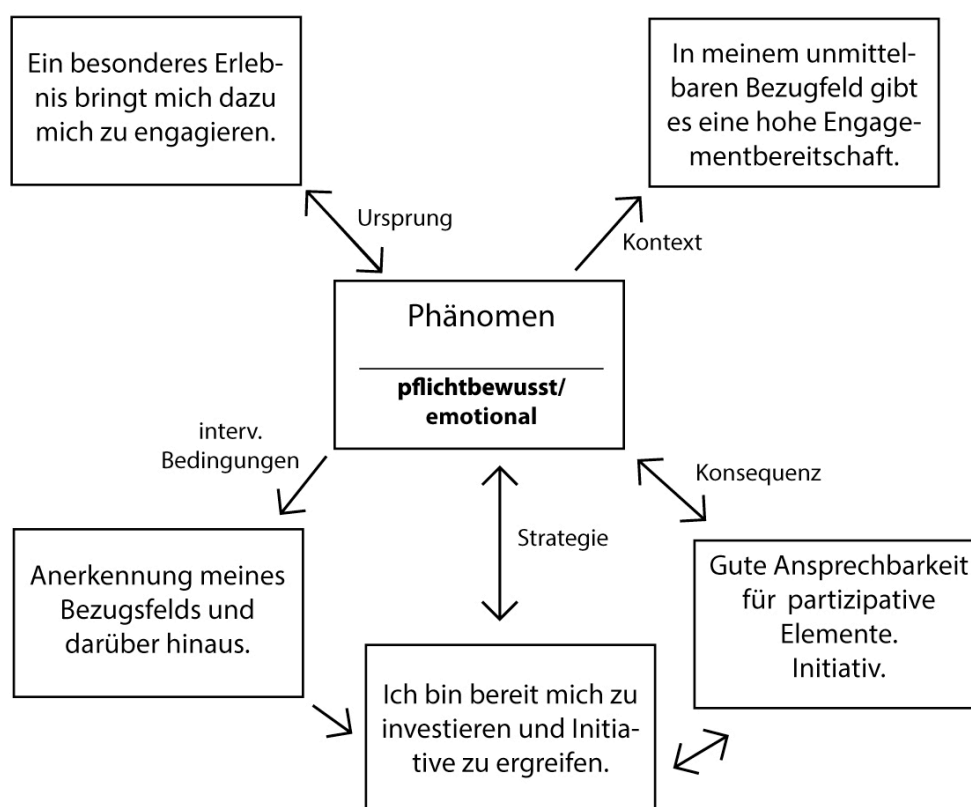 Ein besonderes Erleb-
nis bringt mich dazu
mich zu engagieren.
In meinem unmittel-
baren Bezugfeld gibt
es eine hohe Engage-
mentbereitschaft.
Ursprung
Kontext
Phänomen
pflichtbewusst/
emotional
interv.
Bedingungen
Konsequenz
Strategie
Anerkennung meines
Bezugsfelds und
darüber hinaus.
Gute Ansprechbarkeit
für partizipative
Elemente.
Initiativ.
Ich bin bereit mich zu
investieren und Initia-
tive zu ergreifen.